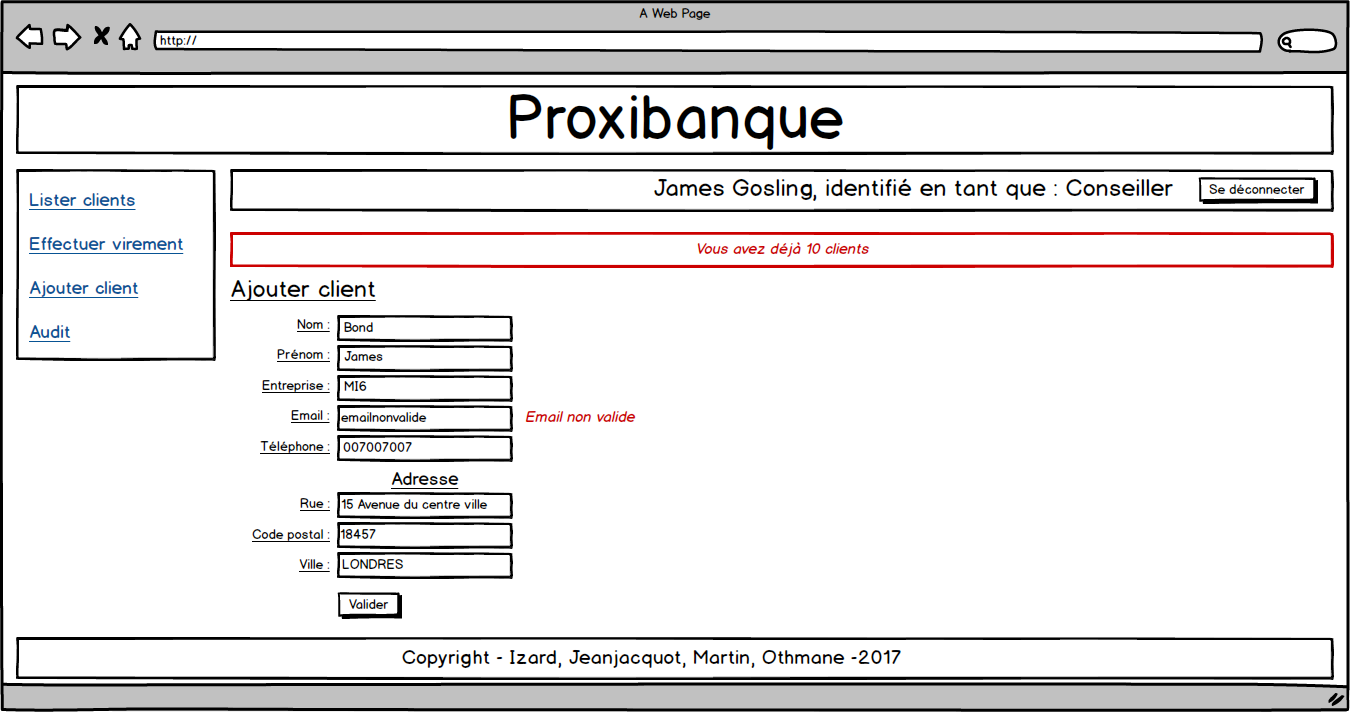 A Web Page
http://
Proxibanque
Lister clients
Effectuer virement
Ajouter client
Audit
James Gosling, identifié en tant que : Conseiller
Se déconnecter
Vous avez déjà 10 clients
Ajouter client
Nom : Bond
Prénom : James
Entreprise : MI6
Email : emailnonvalide Email non valide
Téléphone : 007007007
Adresse
Rue : 15 Avenue du centre ville
Code postal : 18457
Ville : LONDRES
Valider
Copyright - Izard, Jeanjacquot, Martin, Othmane -2017